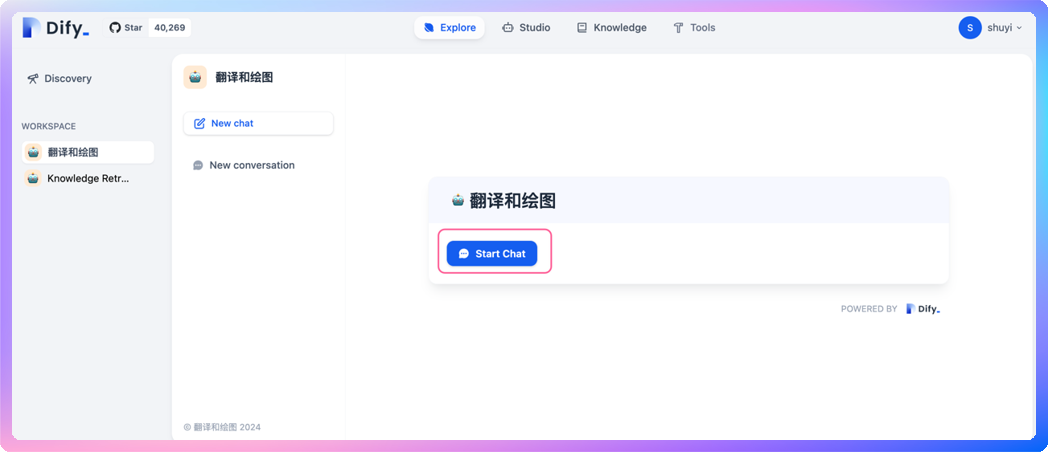 Dify_
Star 40,269
Explore
Studio
Knowledge
Tools
S shuyi
Discovery
WORKSPACE
翻译和绘图
Knowledge Retr...
翻译和绘图
New chat
New conversation
© 翻译和绘图 2024
翻译和绘图
Start Chat
POWERED BY Dify_